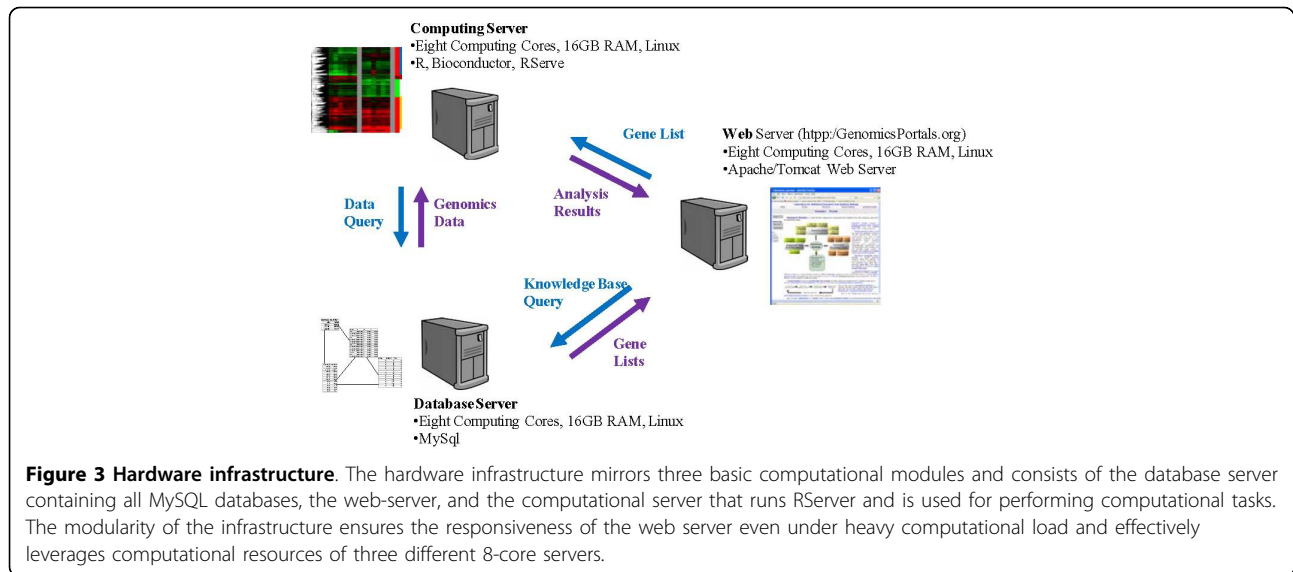 Computing Server
•Eight Computing Cores, 16GB RAM, Linux
•R, Bioconductor, RServe
Gene List
Web Server (htpp:/GenomicsPortals.org)
•Eight Computing Cores, 16GB RAM, Linux
•Apache/Tomcat Web Server
Data
Query
Genomics
Data
Analysis
Results
Knowledge Base
Query
Gene
Lists
Database Server
•Eight Computing Cores, 16GB RAM, Linux
•MySql
Figure 3 Hardware infrastructure. The hardware infrastructure mirrors three basic computational modules and consists of the database server
containing all MySQL databases, the web-server, and the computational server that runs RServer and is used for performing computational tasks.
The modularity of the infrastructure ensures the responsiveness of the web server even under heavy computational load and effectively
leverages computational resources of three different 8-core servers.